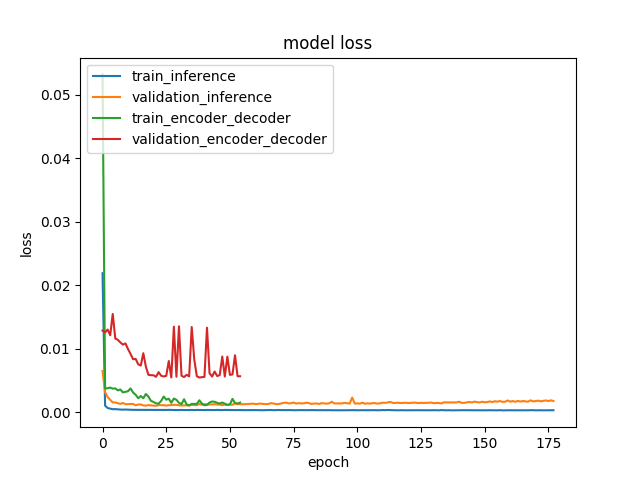 model loss
train_inference
validation_inference
train_encoder_decoder
validation_encoder_decoder
loss
0.05
0.04
0.03
0.02
0.01
0.00
0 25 50 75 100 125 150 175
epoch